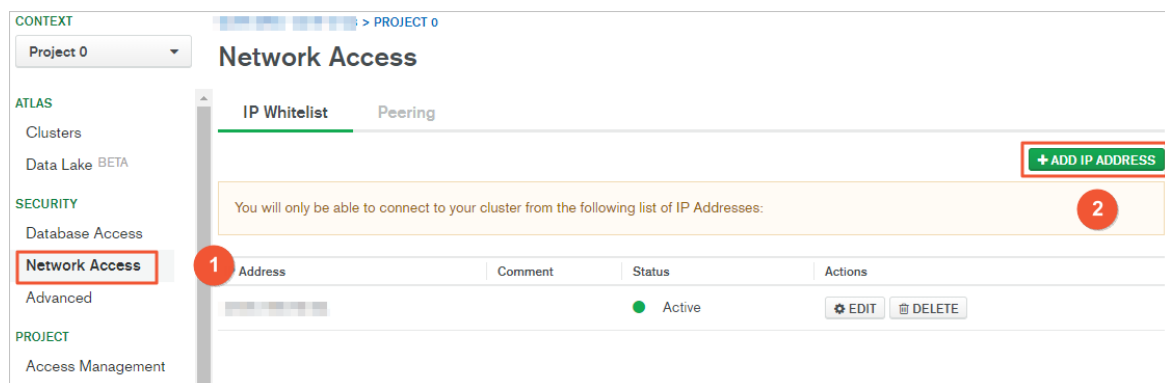 CONTEXT
Project 0
ATLAS
Clusters
Data Lake BETA
SECURITY
Database Access
Network Access
Advanced
PROJECT
Access Management
> PROJECT 0
Network Access
IP Whitelist Peering
+ ADD IP ADDRESS
You will only be able to connect to your cluster from the following list of IP Addresses:
2
1
Address Comment Status Actions
Active EDIT DELETE